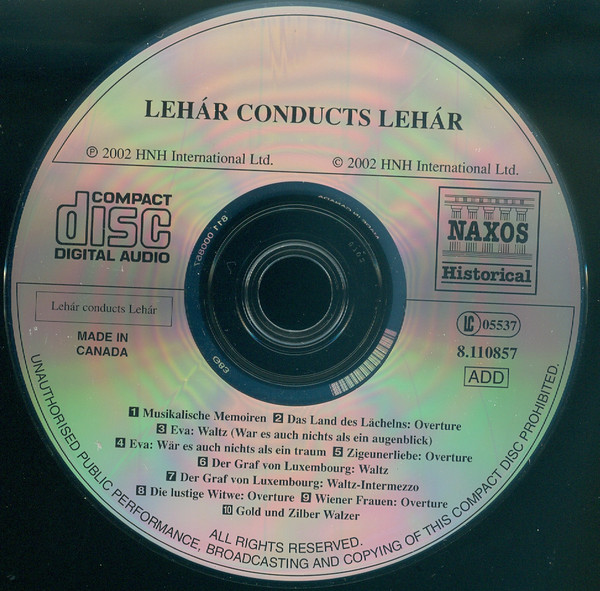 LEHÁR CONDUCTS LEHÁR
℗ 2002 HNH International Ltd.
© 2002 HNH International Ltd.
COMPACT
disc
DIGITAL AUDIO
NAXOS
Historical
Lehár conducts Lehár
MADE IN
CANADA
LC 05537
8.110857
ADD
1 Musikalische Memoiren 2 Das Land des Lächelns: Overture
3 Eva: Waltz (War es auch nichts als ein augenblick)
4 Eva: Wär es auch nichts als ein traum 5 Zigeunerliebe: Overture
6 Der Graf von Luxembourg: Waltz
7 Der Graf von Luxembourg: Waltz-Intermezzo
8 Die lustige Witwe: Overture 9 Wiener Frauen: Overture
10 Gold und Zilber Walzer
ALL RIGHTS RESERVED.
UNAUTHORISED PUBLIC PERFORMANCE, BROADCASTING AND COPYING OF THIS COMPACT DISC PROHIBITED.